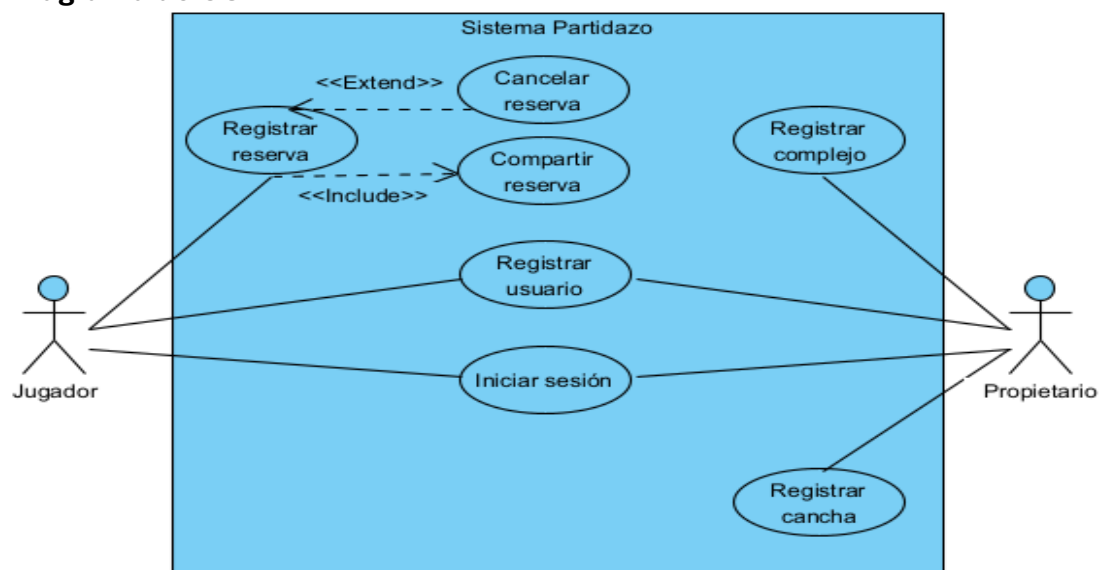 Sistema Partidazo
<<Extend>>
Cancelar
reserva
Registrar
reserva
Compartir
reserva
<<Include>>
Registrar
complejo
Registrar
usuario
Iniciar sesión
Jugador
Propietario
Registrar
cancha